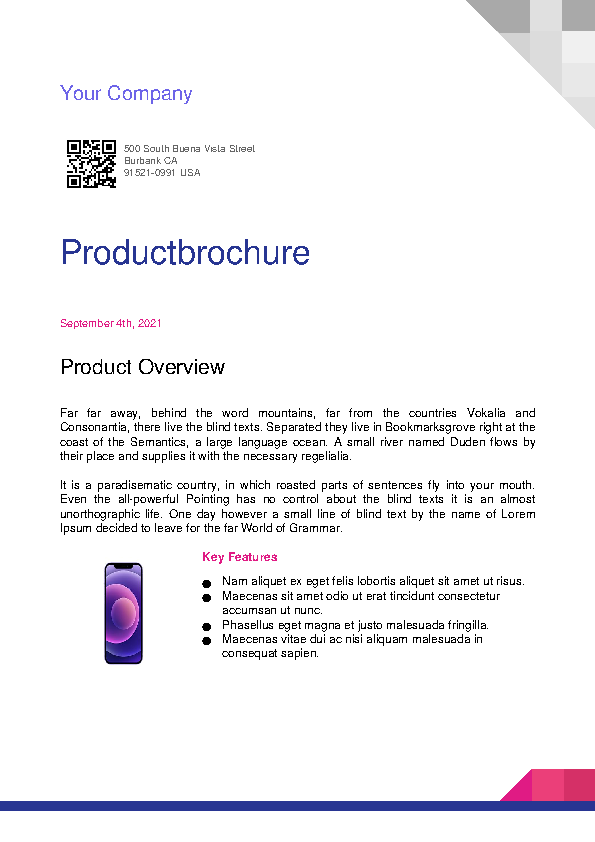 Your Company
500 South Buena Vista Street
Burbank CA
91521-0991 USA
Productbrochure
September 4th, 2021
Product Overview
Far far away, behind the word mountains, far from the countries Vokalia and
Consonantia, there live the blind texts. Separated they live in Bookmarksgrove right at the
coast of the Semantics, a large language ocean. A small river named Duden flows by
their place and supplies it with the necessary regelialia.
It is a paradisematic country, in which roasted parts of sentences fly into your mouth.
Even the all-powerful Pointing has no control about the blind texts it is an almost
unorthographic life. One day however a small line of blind text by the name of Lorem
Ipsum decided to leave for the far World of Grammar.
Key Features
● Nam aliquet ex eget felis lobortis aliquet sit amet ut risus.
● Maecenas sit amet odio ut erat tincidunt consectetur
accumsan ut nunc.
● Phasellus eget magna et justo malesuada fringilla.
● Maecenas vitae dui ac nisi aliquam malesuada in
consequat sapien.